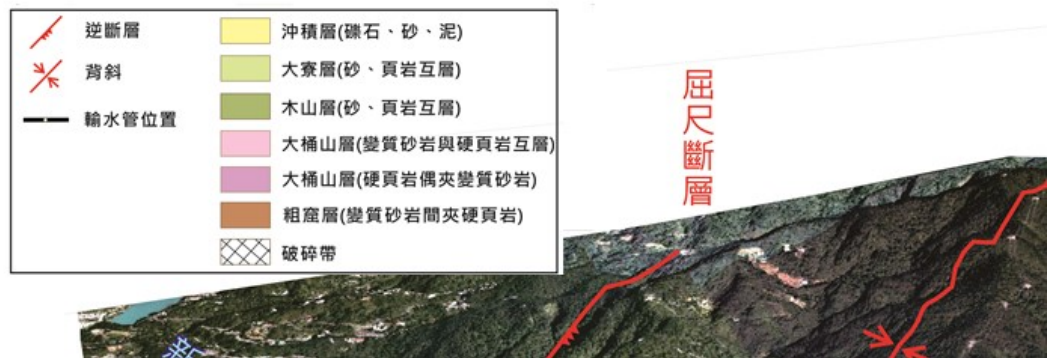 逆斷層
背斜
輸水管位置
沖積層(礫石、砂、泥)
大寮層(砂、頁岩互層)
木山層(砂、頁岩互層)
大桶山層(變質砂岩與硬頁岩互層)
大桶山層(硬頁岩偶夾變質砂岩)
粗窟層(變質砂岩間夾硬頁岩)
破碎帶
屈尺斷層
新